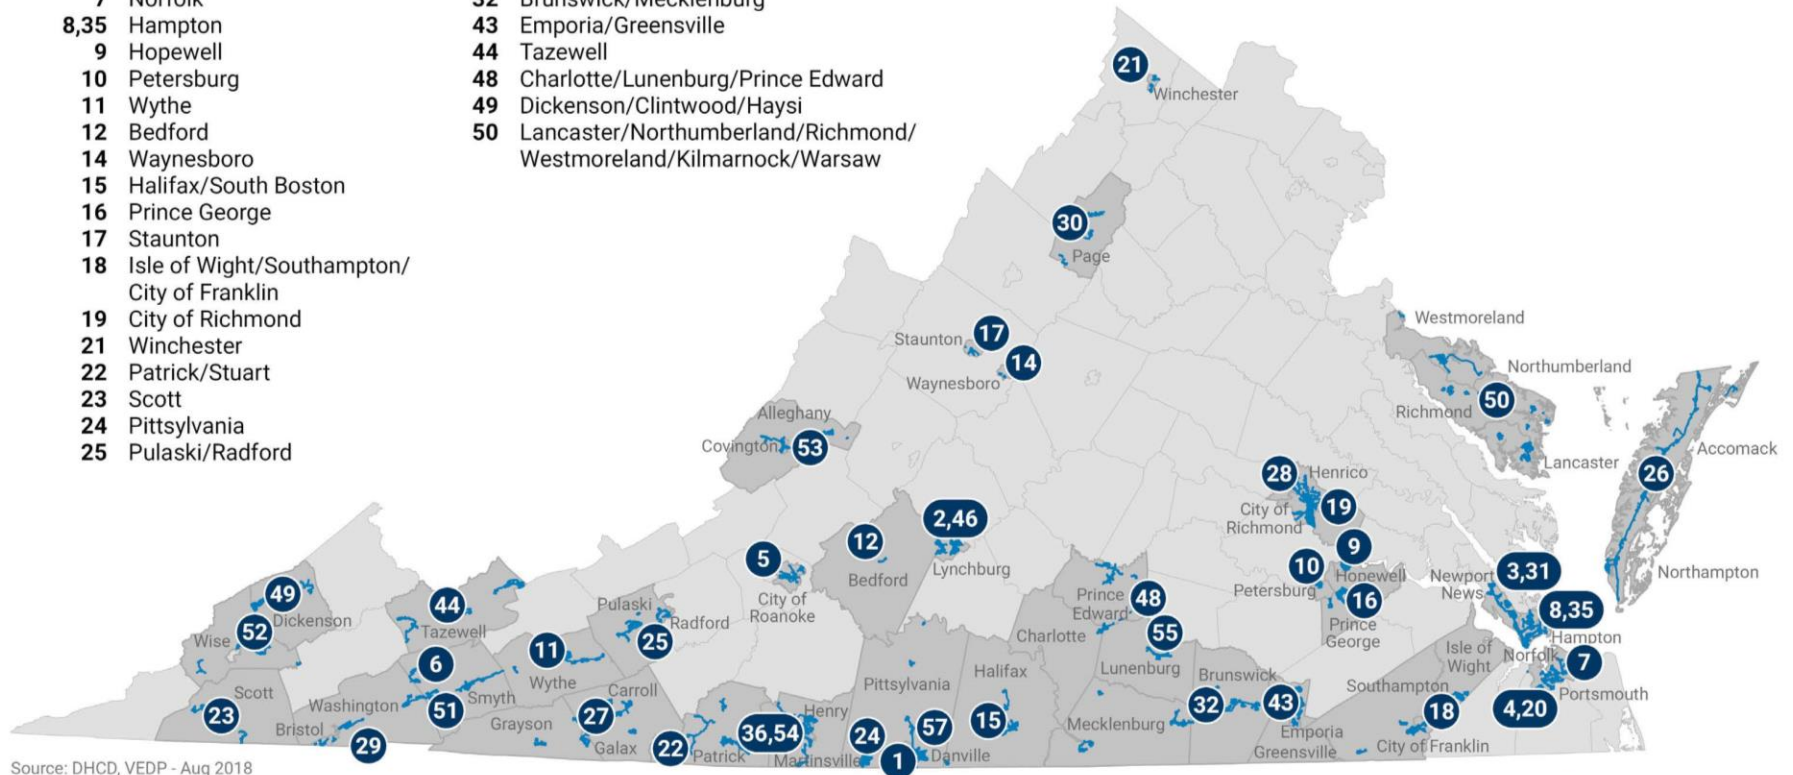 7 Norfolk
8,35 Hampton
9 Hopewell
10 Petersburg
11 Wythe
12 Bedford
14 Waynesboro
15 Halifax/South Boston
16 Prince George
17 Staunton
18 Isle of Wight/Southampton/
City of Franklin
19 City of Richmond
21 Winchester
22 Patrick/Stuart
23 Scott
24 Pittsylvania
25 Pulaski/Radford
32 Brunswick/Mecklenburg
43 Emporia/Greensville
44 Tazewell
48 Charlotte/Lunenburg/Prince Edward
49 Dickenson/Clintwood/Haysi
50 Lancaster/Northumberland/Richmond/
Westmoreland/Kilmarnock/Warsaw
21
Winchester
30
Page
Westmoreland
Staunton
17
14
Waynesboro
Northumberland
Richmond
50
Alleghany
Covington
53
Lancaster
Accomack
26
28
Henrico
City of
Richmond
19
2,46
12
5
Bedford
Lynchburg
City of
Roanoke
9
10
Hopewell
Petersburg
16
Prince
George
Newport
News
3,31
Northampton
8,35
Hampton
49
Dickenson
52
Wise
44
Tazewell
Pulaski
Radford
25
Prince
Edward
48
Charlotte
55
Lunenburg
Isle of
Wight
Norfolk
7
Portsmouth
6
11
Wythe
Scott
23
Washington
Smyth
51
Bristol
29
Grayson
Carroll
27
Galax
22
Patrick
36,54
Henry
Martinsville
Pittsylvania
24
1
57
Danville
Halifax
15
Mecklenburg
Brunswick
32
43
Emporia
Greensville
Southampton
18
City of Franklin
4,20
Source: DHCD, VEDP - Aug 2018